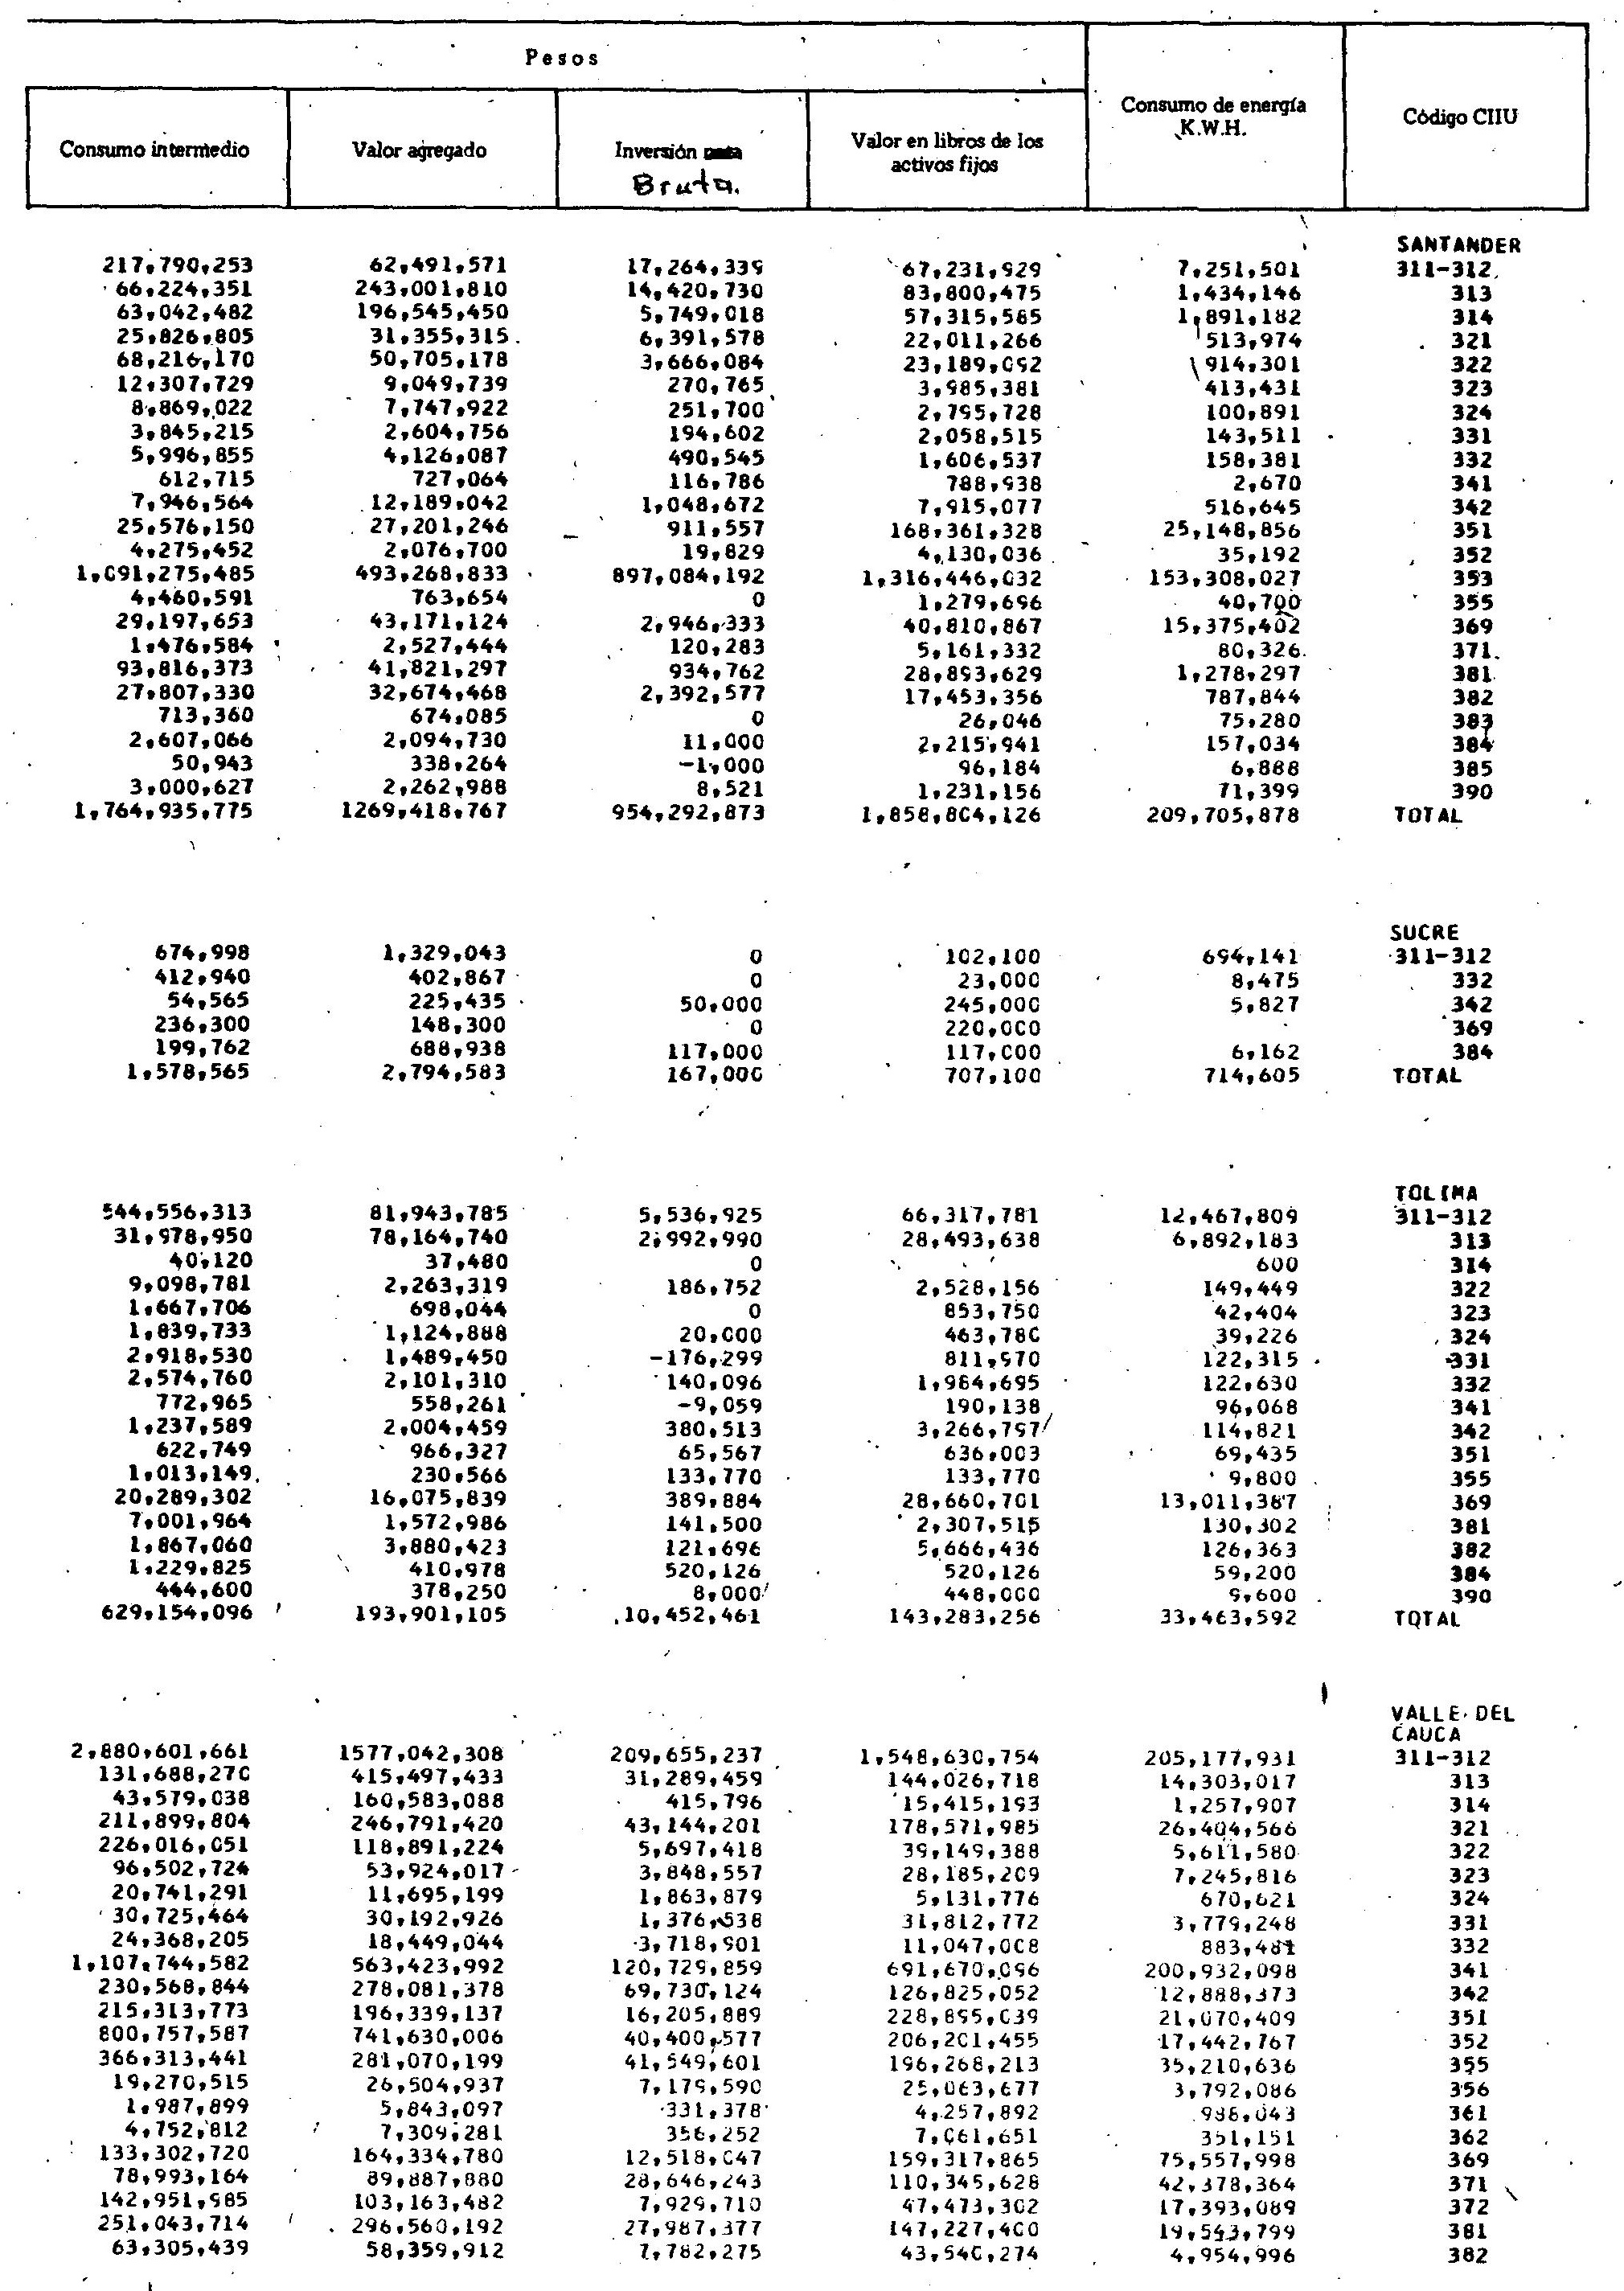 Pesos
Consumo intermedio Valor agregado Inversión Bruta. Valor en libros de los activos fijos Consumo de energía K.W.H. Código CIIU
SANTANDER
217,790,253 62,491,571 17,264,339 67,231,929 7,251,501 311-312
66,224,351 243,001,810 14,420,730 83,800,475 1,434,146 313
63,042,482 196,545,450 5,749,018 57,315,565 1,891,182 314
25,826,805 31,355,315 6,391,578 22,011,266 513,974 321
68,216,170 50,705,178 3,666,084 23,189,052 914,301 322
12,307,729 9,049,739 270,765 3,985,381 413,431 323
8,869,022 7,747,922 251,700 2,795,728 100,891 324
3,845,215 2,604,756 194,602 2,058,515 143,511 331
5,996,855 4,126,087 490,545 1,606,537 158,381 332
612,715 727,064 116,786 788,938 2,670 341
7,946,564 12,189,042 1,048,672 7,915,077 516,645 342
25,576,150 27,201,246 911,557 168,361,328 25,148,856 351
4,275,452 2,076,700 19,829 4,130,036 35,192 352
1,091,275,485 493,268,833 897,084,192 1,316,446,032 153,308,027 353
4,460,591 763,654 0 1,279,696 40,700 355
29,197,653 43,171,124 2,946,333 40,810,867 15,375,402 369
1,476,584 2,527,444 120,283 5,161,332 80,326 371
93,816,373 41,821,297 934,762 28,893,629 1,278,297 381
27,807,330 32,674,468 2,392,577 17,453,356 787,844 382
713,360 674,085 0 26,046 75,280 383
2,607,066 2,094,730 11,000 2,215,941 157,034 384
50,943 338,264 -1,000 96,184 6,888 385
3,000,627 2,262,988 8,521 1,231,156 71,399 390
1,764,935,775 1269,418,767 954,292,873 1,858,804,126 209,705,878 TOTAL
SUCRE
674,998 1,329,043 0 102,100 694,141 311-312
412,940 402,867 0 23,000 8,475 332
54,565 225,435 50,000 245,000 5,827 342
236,300 148,300 0 220,000 369
199,762 688,938 117,000 117,000 6,162 384
1,578,565 2,794,583 167,000 707,100 714,605 TOTAL
TOLIMA
544,556,313 81,943,785 5,536,925 66,317,781 12,467,809 311-312
31,978,950 78,164,740 2,992,990 28,493,638 6,892,183 313
40,120 37,480 0 600 314
9,098,781 2,263,319 186,752 2,528,156 149,449 322
1,667,706 698,044 0 853,750 42,404 323
1,839,733 1,124,888 20,000 463,780 39,226 324
2,918,530 1,489,450 -176,299 811,570 122,315 331
2,574,760 2,101,310 140,096 1,984,695 122,630 332
772,965 558,261 -9,059 190,138 96,068 341
1,237,589 2,004,459 380,513 3,266,797 114,821 342
622,749 966,327 65,567 636,003 69,435 351
1,013,149 230,566 133,770 133,770 9,800 355
20,289,302 16,075,839 389,884 28,660,701 13,011,387 369
7,001,964 1,572,986 141,500 2,307,515 130,302 381
1,867,060 3,880,423 121,696 5,666,436 126,363 382
1,229,825 410,978 520,126 520,126 59,200 384
444,600 378,250 8,000 448,000 9,600 390
629,154,096 193,901,105 10,452,461 143,283,256 33,463,592 TOTAL
VALLE DEL
CAUCA
2,880,601,661 1577,042,308 209,655,237 1,548,630,754 205,177,931 311-312
131,688,270 415,497,433 31,289,459 144,026,718 14,303,017 313
43,579,038 160,583,088 415,796 15,415,193 1,257,907 314
211,899,804 246,791,420 43,144,201 178,571,985 26,404,566 321
226,016,051 118,891,224 5,697,418 39,149,388 5,611,580 322
96,502,724 53,924,017 3,848,557 28,185,209 7,245,816 323
20,741,291 11,695,199 1,863,879 5,131,776 670,621 324
30,725,464 30,192,926 1,376,538 31,812,772 3,779,248 331
24,368,205 18,449,044 3,718,901 11,047,008 883,481 332
1,107,744,582 563,423,992 120,729,859 691,670,096 200,932,098 341
230,568,844 278,081,378 69,730,124 126,825,052 12,888,373 342
215,313,773 196,339,137 16,205,889 228,895,039 21,070,409 351
800,757,587 741,630,006 40,400,577 206,201,455 17,442,767 352
366,313,441 281,070,199 41,549,601 196,268,213 35,210,636 355
19,270,515 26,504,937 7,179,590 25,063,677 3,792,086 356
1,987,899 5,843,097 331,378 4,257,892 986,043 361
4,752,812 7,309,281 356,252 7,061,651 351,151 362
133,302,720 164,334,780 12,518,047 159,317,865 75,557,998 369
78,993,164 89,887,880 28,646,243 110,345,628 42,378,364 371
142,951,985 103,163,482 7,929,710 47,473,302 17,393,089 372
251,043,714 296,560,192 27,987,377 147,227,400 19,543,799 381
63,305,439 58,359,912 7,782,275 43,540,274 4,954,996 382